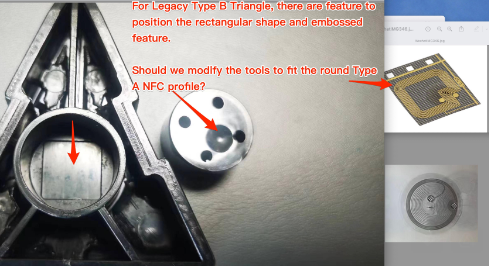 For Legacy Type B Triangle, there are feature to
position the rectangular shape and embossed
feature.
Should we modify the tools to fit the round Type
A NFC profile?